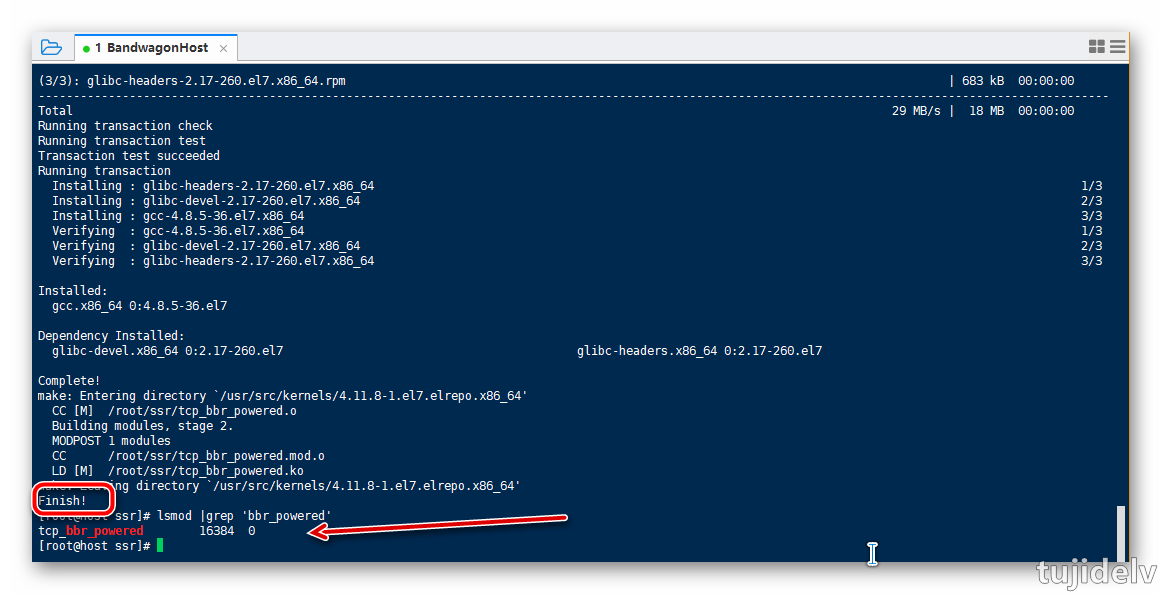 1 BandwagonHost ×
(3/3): glibc-headers-2.17-260.el7.x86_64.rpm | 683 kB 00:00:00
--------------------------------------------------------------------------------
Total 29 MB/s | 18 MB 00:00:00
Running transaction check
Running transaction test
Transaction test succeeded
Running transaction
Installing : glibc-headers-2.17-260.el7.x86_64 1/3
Installing : glibc-devel-2.17-260.el7.x86_64 2/3
Installing : gcc-4.8.5-36.el7.x86_64 3/3
Verifying : gcc-4.8.5-36.el7.x86_64 1/3
Verifying : glibc-devel-2.17-260.el7.x86_64 2/3
Verifying : glibc-headers-2.17-260.el7.x86_64 3/3
Installed:
gcc.x86_64 0:4.8.5-36.el7
Dependency Installed:
glibc-devel.x86_64 0:2.17-260.el7 glibc-headers.x86_64 0:2.17-260.el7
Complete!
make: Entering directory `/usr/src/kernels/4.11.8-1.el7.elrepo.x86_64'
CC [M] /root/ssr/tcp_bbr_powered.o
Building modules, stage 2.
MODPOST 1 modules
CC /root/ssr/tcp_bbr_powered.mod.o
LD [M] /root/ssr/tcp_bbr_powered.ko
make: Leaving directory `/usr/src/kernels/4.11.8-1.el7.elrepo.x86_64'
Finish!
[root@host ssr]# lsmod |grep 'bbr_powered'
tcp_bbr_powered 16384 0
[root@host ssr]#
tujidelv